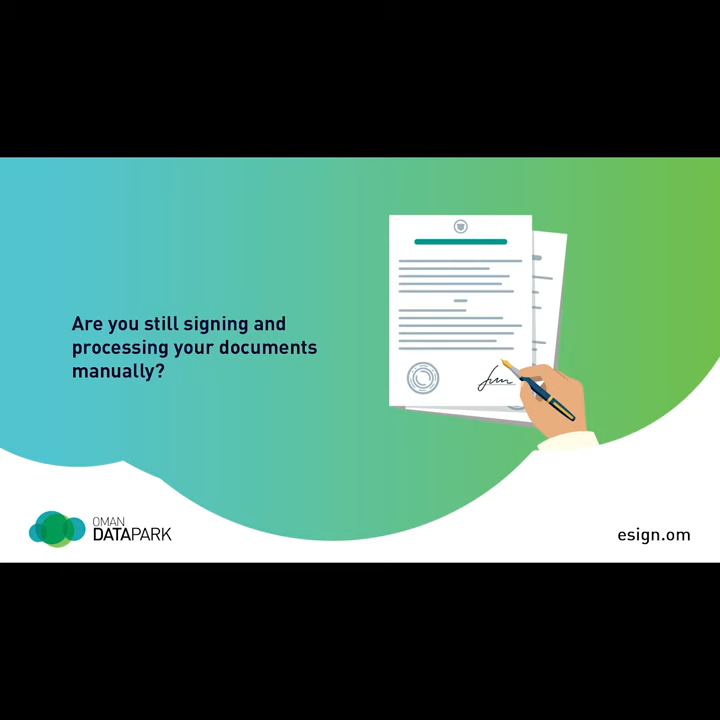 Are you still signing and
processing your documents
manually?
OMAN
DATAPARK
esign.om